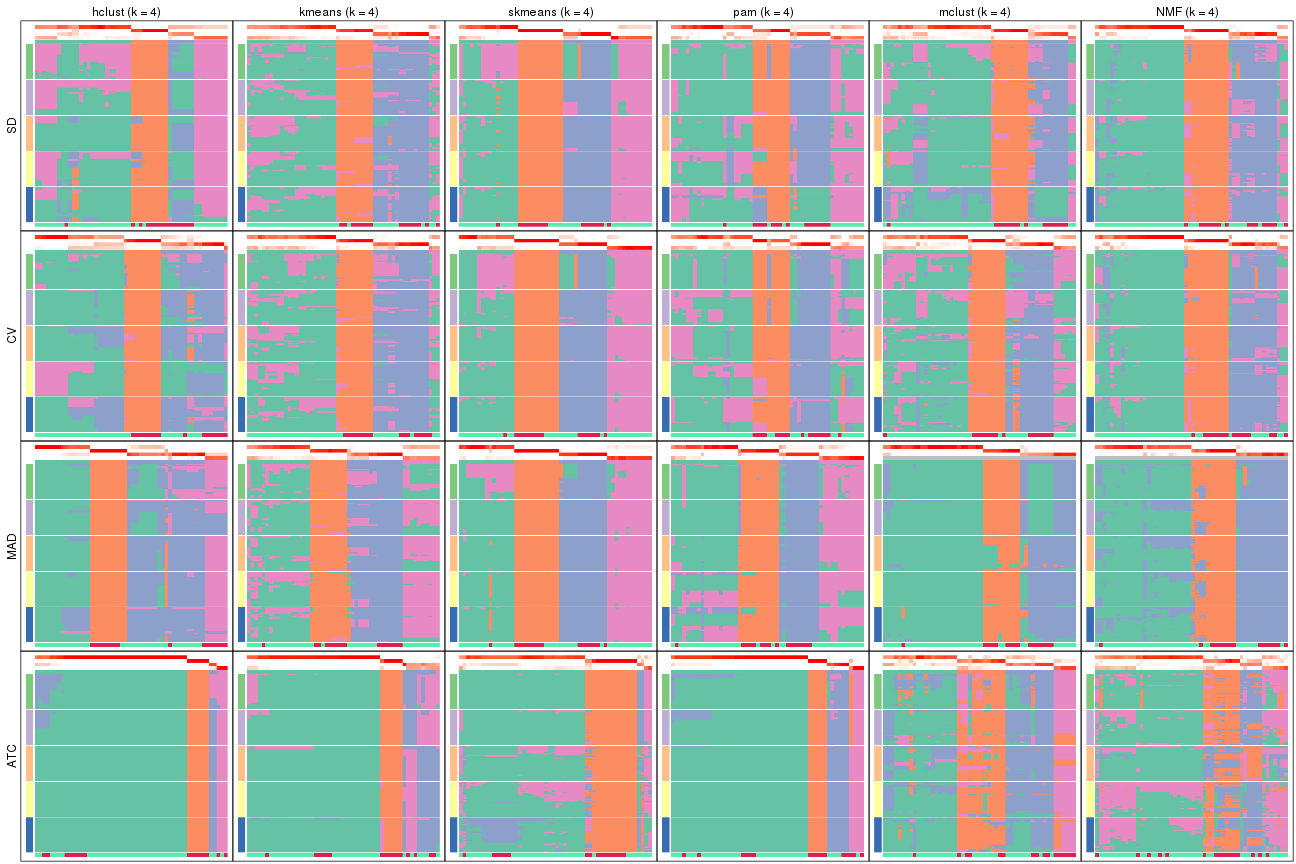 hclust (k = 4) kmeans (k = 4) skmeans (k = 4) pam (k = 4) mclust (k = 4) NMF (k = 4)
SD
CV
MAD
ATC